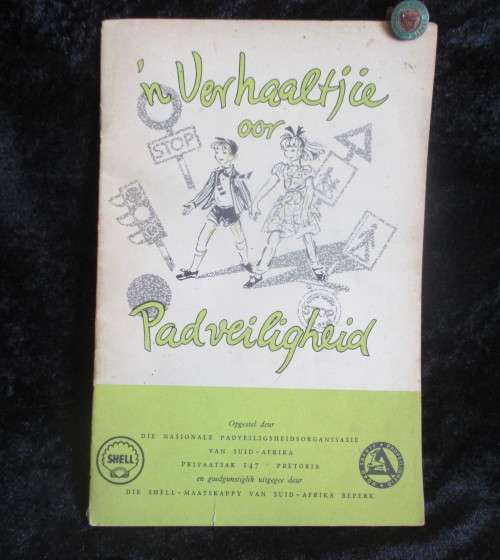 'n Verhaaltjie
oor
STOP
Padveiligheid
Opgestel deur
DIE NASIONALE PADVEILIGHEIDSORGANISASIE
VAN SUID-AFRIKA
PRIVAATSAK 147 · PRETORIA
en goedgunstiglik uitgegee deur
DIE SHELL-MAATSKAPPY VAN SUID-AFRIKA BEPERK
SHELL